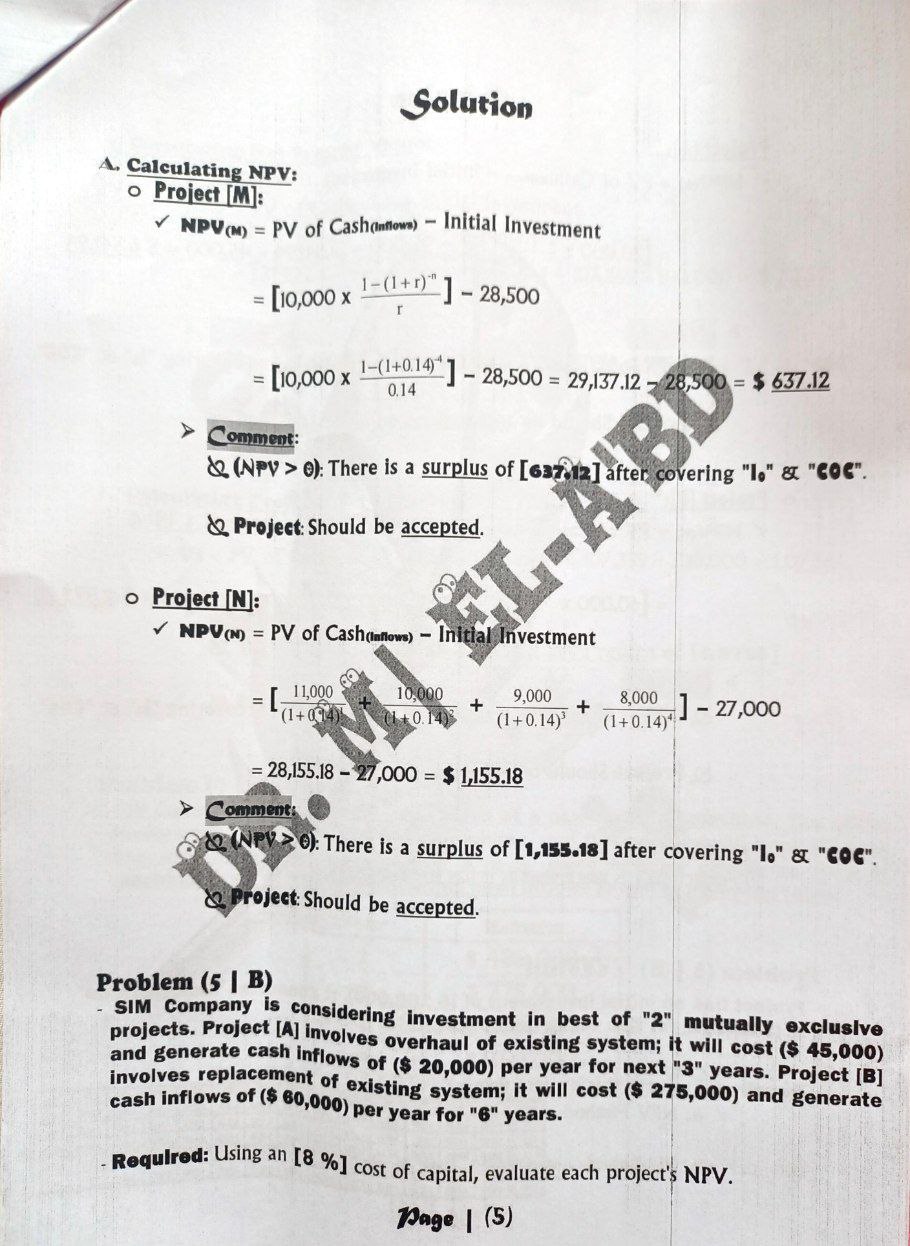 Solution
A. Calculating NPV:
o Project [M]:
✓ NPV(M) = PV of Cash(Inflows) – Initial Investment
= [10,000 x (1–(1+r)^-n)/r] – 28,500
= [10,000 x (1–(1+0.14)^-4)/0.14] – 28,500 = 29,137.12 – 28,500 = $ 637.12
➤ Comment:
(NPV > 0): There is a surplus of [637.12] after covering "I₀" & "COC".
Project: Should be accepted.
o Project [N]:
✓ NPV(N) = PV of Cash(Inflows) – Initial Investment
= [11,000/(1+0.14)^1 + 10,000/(1+0.14)^2 + 9,000/(1+0.14)^3 + 8,000/(1+0.14)^4] – 27,000
= 28,155.18 – 27,000 = $ 1,155.18
➤ Comment:
(NPV > 0): There is a surplus of [1,155.18] after covering "I₀" & "COC".
Project: Should be accepted.
DR. M| EL-A'BD
Problem (5 | B)
- SIM Company is considering investment in best of "2" mutually exclusive
projects. Project [A] involves overhaul of existing system; it will cost ($ 45,000)
and generate cash inflows of ($ 20,000) per year for next "3" years. Project [B]
involves replacement of existing system; it will cost ($ 275,000) and generate
cash inflows of ($ 60,000) per year for "6" years.
- Required: Using an [8 %] cost of capital, evaluate each project's NPV.
Page | (5)